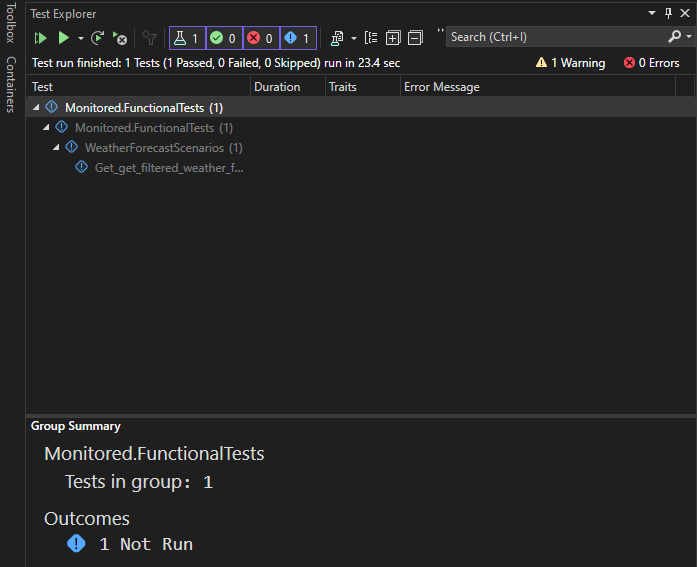 Toolbox
Containers
Test Explorer
1 0 0 1 " Search (Ctrl+I)
Test run finished: 1 Tests (1 Passed, 0 Failed, 0 Skipped) run in 23.4 sec 1 Warning 0 Errors
Test Duration Traits Error Message
Monitored.FunctionalTests (1)
Monitored.FunctionalTests (1)
WeatherForecastScenarios (1)
Get_get_filtered_weather_f...
Group Summary
Monitored.FunctionalTests
Tests in group: 1
Outcomes
1 Not Run